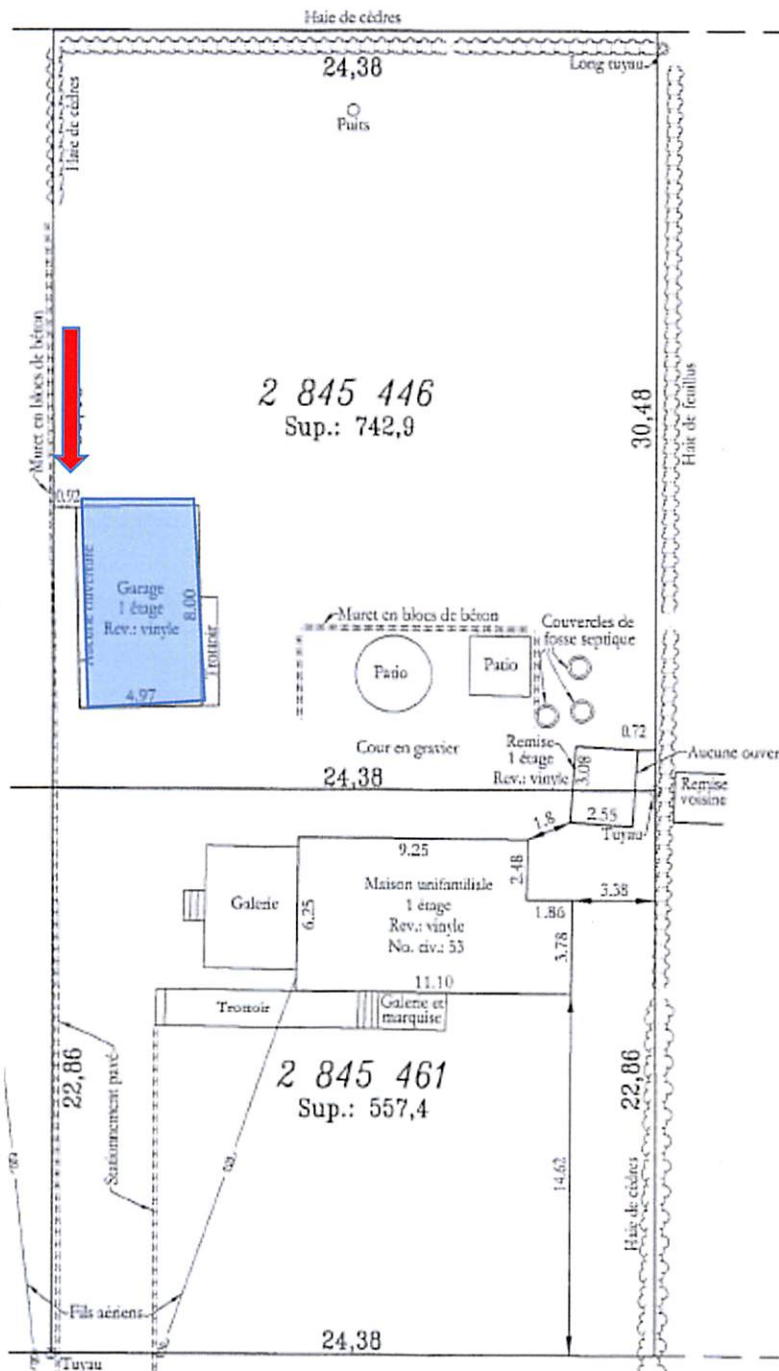 Haie de cèdres
24,38
Long tuyau
Puits
Haie de cèdres
Muret en blocs de béton
2 845 446
Sup.: 742,9
30,48
Haie de feuillus
0.92
Aucune ouverture
Garage
1 étage
Rev.: vinyle
8.00
Trottoir
4.97
Muret en blocs de béton
Couvercles de
fosse septique
Patio
Patio
Cour en gravier
0.72
Remise
1 étage
Rev.: vinyle
3.08
Aucune ouver
24,38
Remise
voisine
2.55
1.8
Tuyau
9.25
2.48
Galerie
6.25
Maison unifamiliale
1 étage
Rev.: vinyle
No. civ.: 53
3.38
1.86
3.78
11.10
Trottoir
Galerie et
marquise
22,86
Stationnement pavé
2 845 461
Sup.: 557,4
22,86
14.62
Haie de cèdres
Fils aériens
24,38
Tuyau